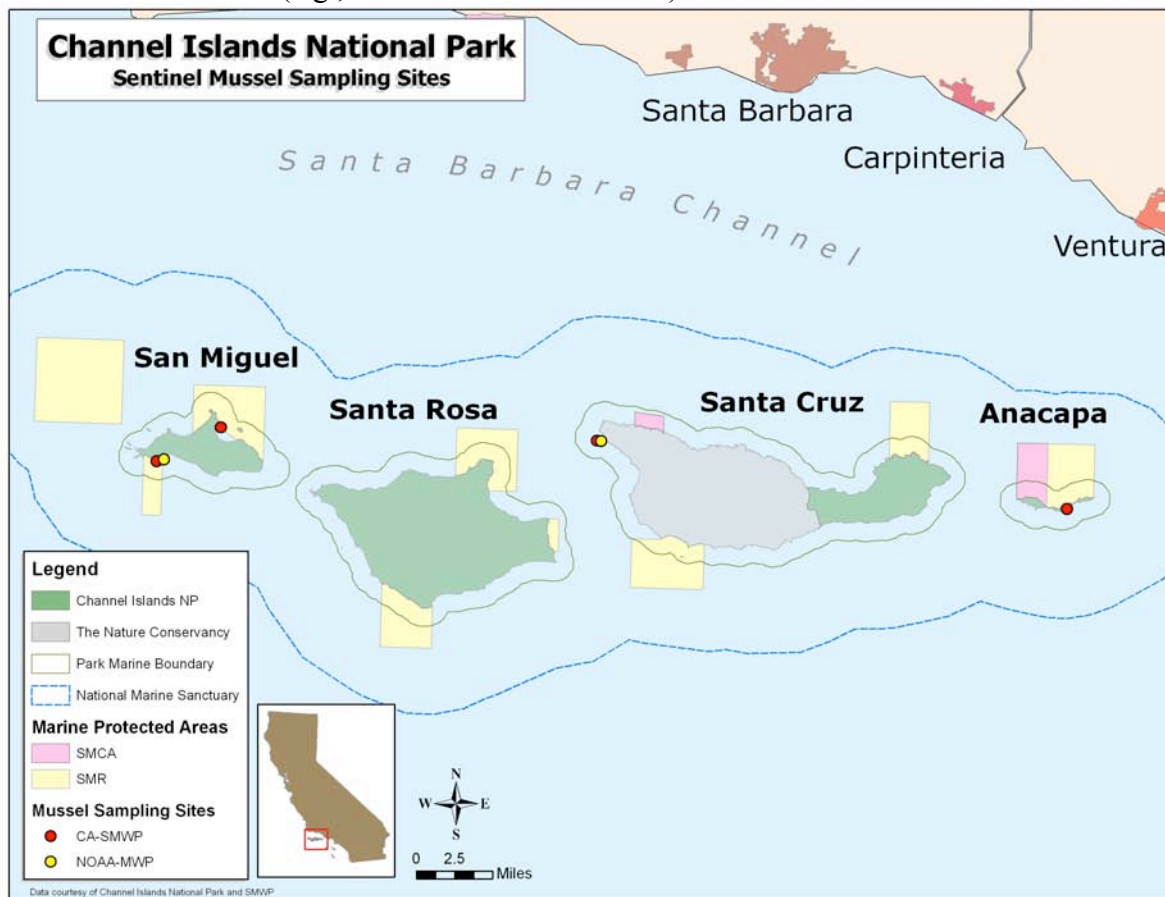 Channel Islands National Park
Sentinel Mussel Sampling Sites
Santa Barbara
Carpinteria
Santa Barbara Channel
Ventura
San Miguel
Santa Rosa
Santa Cruz
Anacapa
Legend
Channel Islands NP
The Nature Conservancy
Park Marine Boundary
National Marine Sanctuary
Marine Protected Areas
SMCA
SMR
Mussel Sampling Sites
CA-SMWP
NOAA-MWP
N
W E
S
0 2.5
Miles
Data courtesy of Channel Islands National Park and SMWP